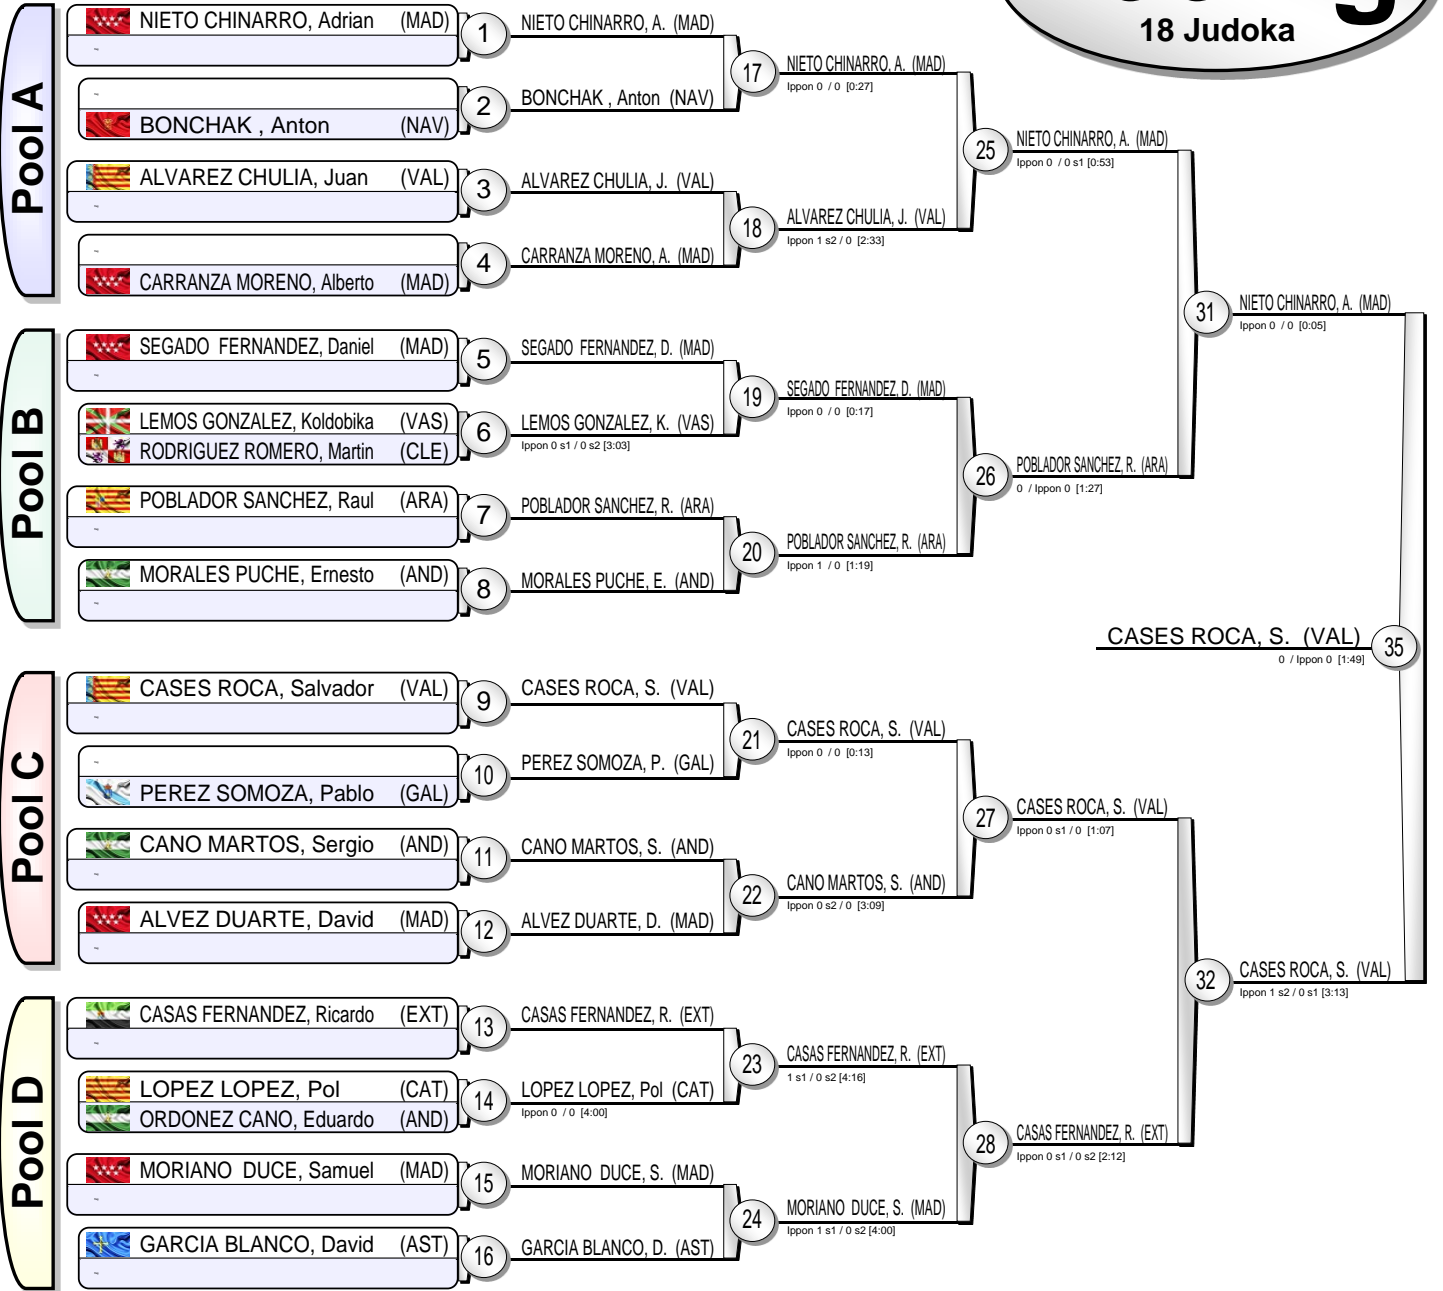 18 Judoka
Pool A
NIETO CHINARRO, Adrian (MAD)
-
1
-
BONCHAK , Anton (NAV)
2
ALVAREZ CHULIA, Juan (VAL)
-
3
-
CARRANZA MORENO, Alberto (MAD)
4
Pool B
SEGADO FERNANDEZ, Daniel (MAD)
-
5
LEMOS GONZALEZ, Koldobika (VAS)
RODRIGUEZ ROMERO, Martin (CLE)
6
POBLADOR SANCHEZ, Raul (ARA)
-
7
MORALES PUCHE, Ernesto (AND)
-
8
Pool C
CASES ROCA, Salvador (VAL)
-
9
-
PEREZ SOMOZA, Pablo (GAL)
10
CANO MARTOS, Sergio (AND)
-
11
ALVEZ DUARTE, David (MAD)
-
12
Pool D
CASAS FERNANDEZ, Ricardo (EXT)
-
13
LOPEZ LOPEZ, Pol (CAT)
ORDONEZ CANO, Eduardo (AND)
14
MORIANO DUCE, Samuel (MAD)
-
15
GARCIA BLANCO, David (AST)
-
16
NIETO CHINARRO, A. (MAD)
BONCHAK , Anton (NAV)
17
ALVAREZ CHULIA, J. (VAL)
CARRANZA MORENO, A. (MAD)
18
SEGADO FERNANDEZ, D. (MAD)
LEMOS GONZALEZ, K. (VAS)
Ippon 0 s1 / 0 s2 [3:03]
19
POBLADOR SANCHEZ, R. (ARA)
MORALES PUCHE, E. (AND)
20
CASES ROCA, S. (VAL)
PEREZ SOMOZA, P. (GAL)
21
CANO MARTOS, S. (AND)
ALVEZ DUARTE, D. (MAD)
22
CASAS FERNANDEZ, R. (EXT)
LOPEZ LOPEZ, Pol (CAT)
Ippon 0 / 0 [4:00]
23
MORIANO DUCE, S. (MAD)
GARCIA BLANCO, D. (AST)
24
NIETO CHINARRO, A. (MAD)
Ippon 0 / 0 [0:27]
ALVAREZ CHULIA, J. (VAL)
Ippon 1 s2 / 0 [2:33]
25
SEGADO FERNANDEZ, D. (MAD)
Ippon 0 / 0 [0:17]
POBLADOR SANCHEZ, R. (ARA)
Ippon 1 / 0 [1:19]
26
CASES ROCA, S. (VAL)
Ippon 0 / 0 [0:13]
CANO MARTOS, S. (AND)
Ippon 0 s2 / 0 [3:09]
27
CASAS FERNANDEZ, R. (EXT)
1 s1 / 0 s2 [4:16]
MORIANO DUCE, S. (MAD)
Ippon 1 s1 / 0 s2 [4:00]
28
NIETO CHINARRO, A. (MAD)
Ippon 0 / 0 s1 [0:53]
POBLADOR SANCHEZ, R. (ARA)
0 / Ippon 0 [1:27]
31
CASES ROCA, S. (VAL)
Ippon 0 s1 / 0 [1:07]
CASAS FERNANDEZ, R. (EXT)
Ippon 0 s1 / 0 s2 [2:12]
32
NIETO CHINARRO, A. (MAD)
Ippon 0 / 0 [0:05]
CASES ROCA, S. (VAL)
Ippon 1 s2 / 0 s1 [3:13]
CASES ROCA, S. (VAL)
0 / Ippon 0 [1:49]
35